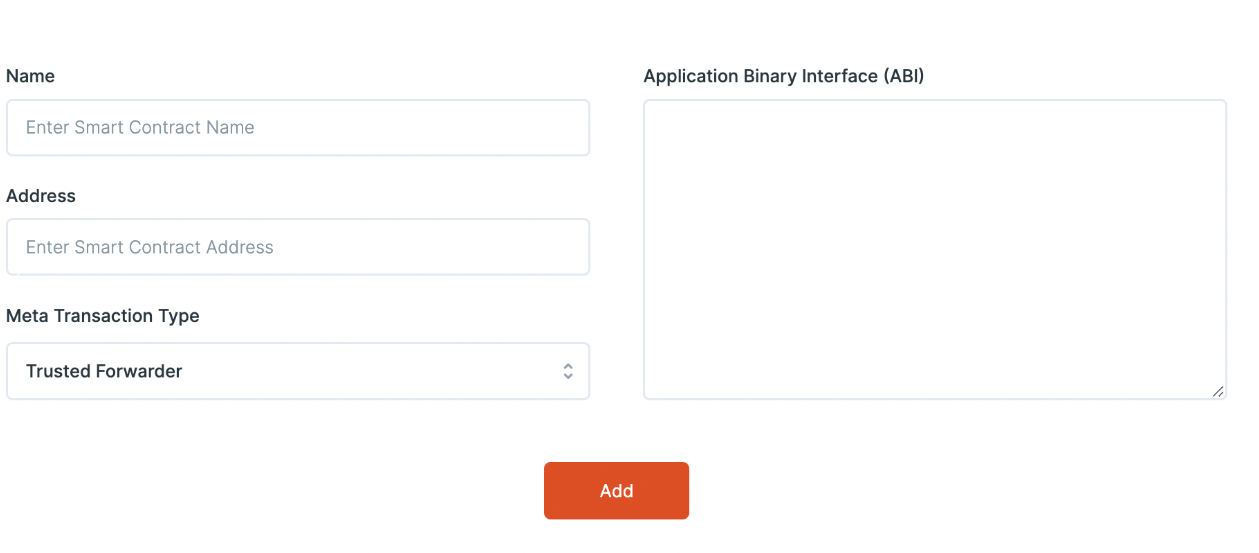 Name
Enter Smart Contract Name
Address
Enter Smart Contract Address
Meta Transaction Type
Trusted Forwarder
Application Binary Interface (ABI)
Add